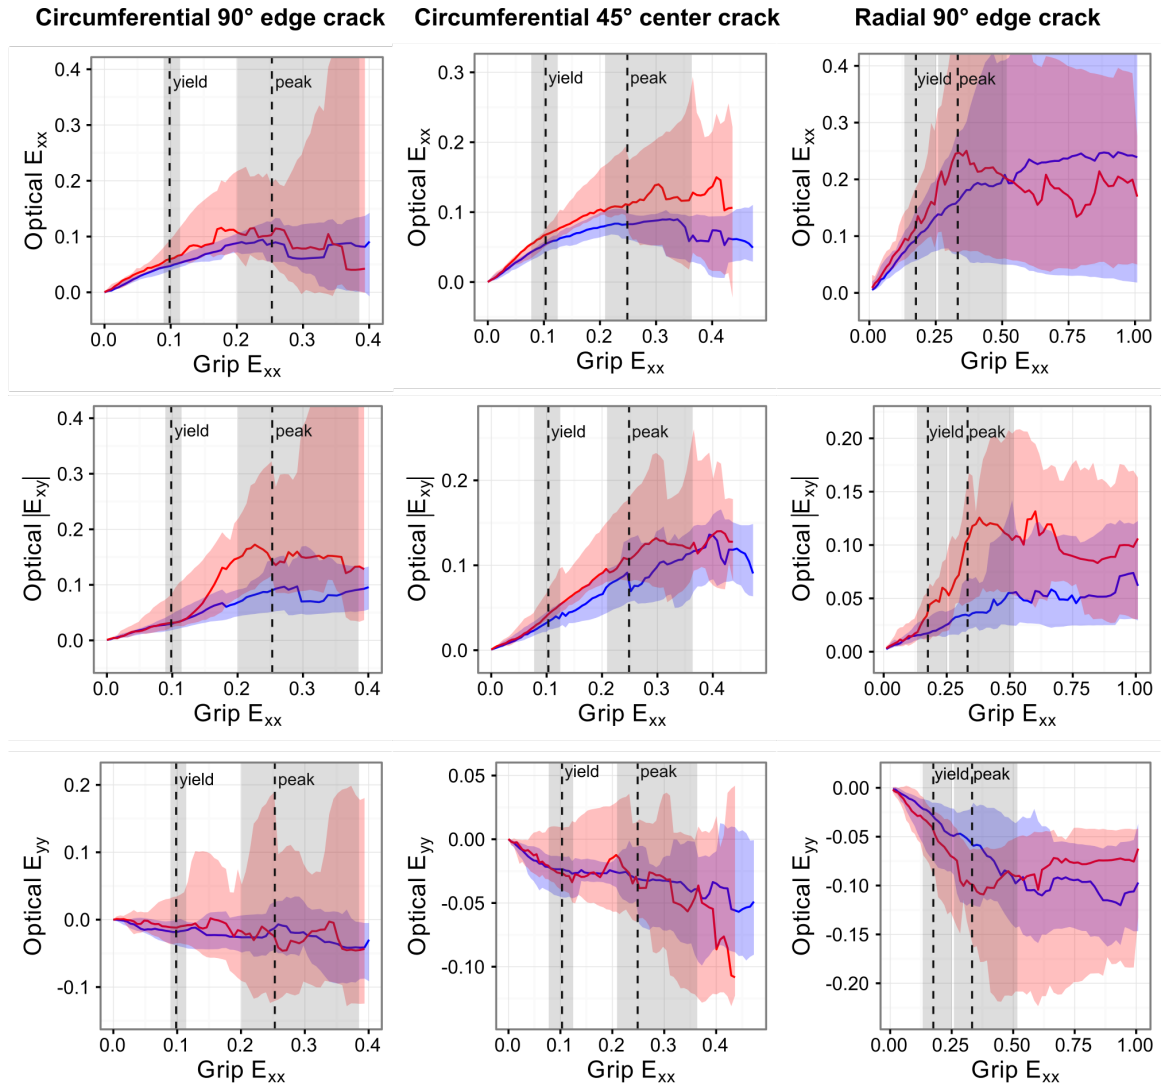 Circumferential 90° edge crack Circumferential 45° center crack Radial 90° edge crack
Optical Exx
0.4
0.3
0.2
0.1
0.0
yield peak
0.0 0.1 0.2 0.3 0.4
Grip Exx
Optical Exx
0.3
0.2
0.1
0.0
yield peak
0.0 0.1 0.2 0.3 0.4
Grip Exx
Optical Exx
0.4
0.3
0.2
0.1
0.0
yield peak
0.00 0.25 0.50 0.75 1.00
Grip Exx
Optical |Exy|
0.4
0.3
0.2
0.1
0.0
yield peak
0.0 0.1 0.2 0.3 0.4
Grip Exx
Optical |Exy|
0.2
0.1
0.0
yield peak
0.0 0.1 0.2 0.3 0.4
Grip Exx
Optical |Exy|
0.20
0.15
0.10
0.05
0.00
yield peak
0.00 0.25 0.50 0.75 1.00
Grip Exx
Optical Eyy
0.2
0.1
0.0
-0.1
yield peak
0.0 0.1 0.2 0.3 0.4
Grip Exx
Optical Eyy
0.05
0.00
-0.05
-0.10
yield peak
0.0 0.1 0.2 0.3 0.4
Grip Exx
Optical Eyy
0.00
-0.05
-0.10
-0.15
-0.20
yield peak
0.00 0.25 0.50 0.75 1.00
Grip Exx